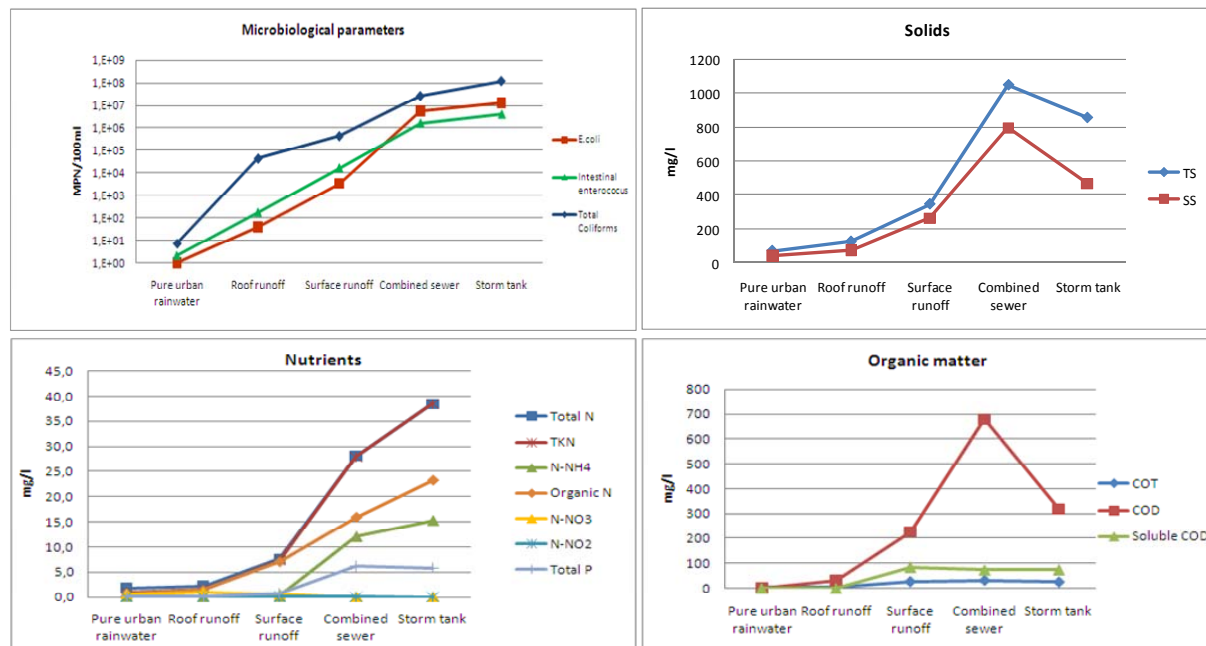 Microbiological parameters
1,E+09
1,E+08
1,E+07
1,E+06
1,E+05
1,E+04
1,E+03
1,E+02
1,E+01
1,E+00
MPN/100ml
Pure urban
rainwater
Roof runoff
Surface runoff
Combined sewer
Storm tank
E.coli
Intestinal
enterococus
Total
Coliforms
Solids
1200
1000
800
600
400
200
0
mg/l
Pure urban
rainwater
Roof runoff
Surface
runoff
Combined
sewer
Storm tank
TS
SS
Nutrients
45,0
40,0
35,0
30,0
25,0
20,0
15,0
10,0
5,0
0,0
mg/l
Pure urban
rainwater
Roof runoff
Surface
runoff
Combined
sewer
Storm tank
Total N
TKN
N-NH4
Organic N
N-NO3
N-NO2
Total P
Organic matter
800
700
600
500
400
300
200
100
0
mg/l
Pure urban
rainwater
Roof runoff
Surface
runoff
Combined
sewer
Storm tank
COT
COD
Soluble COD